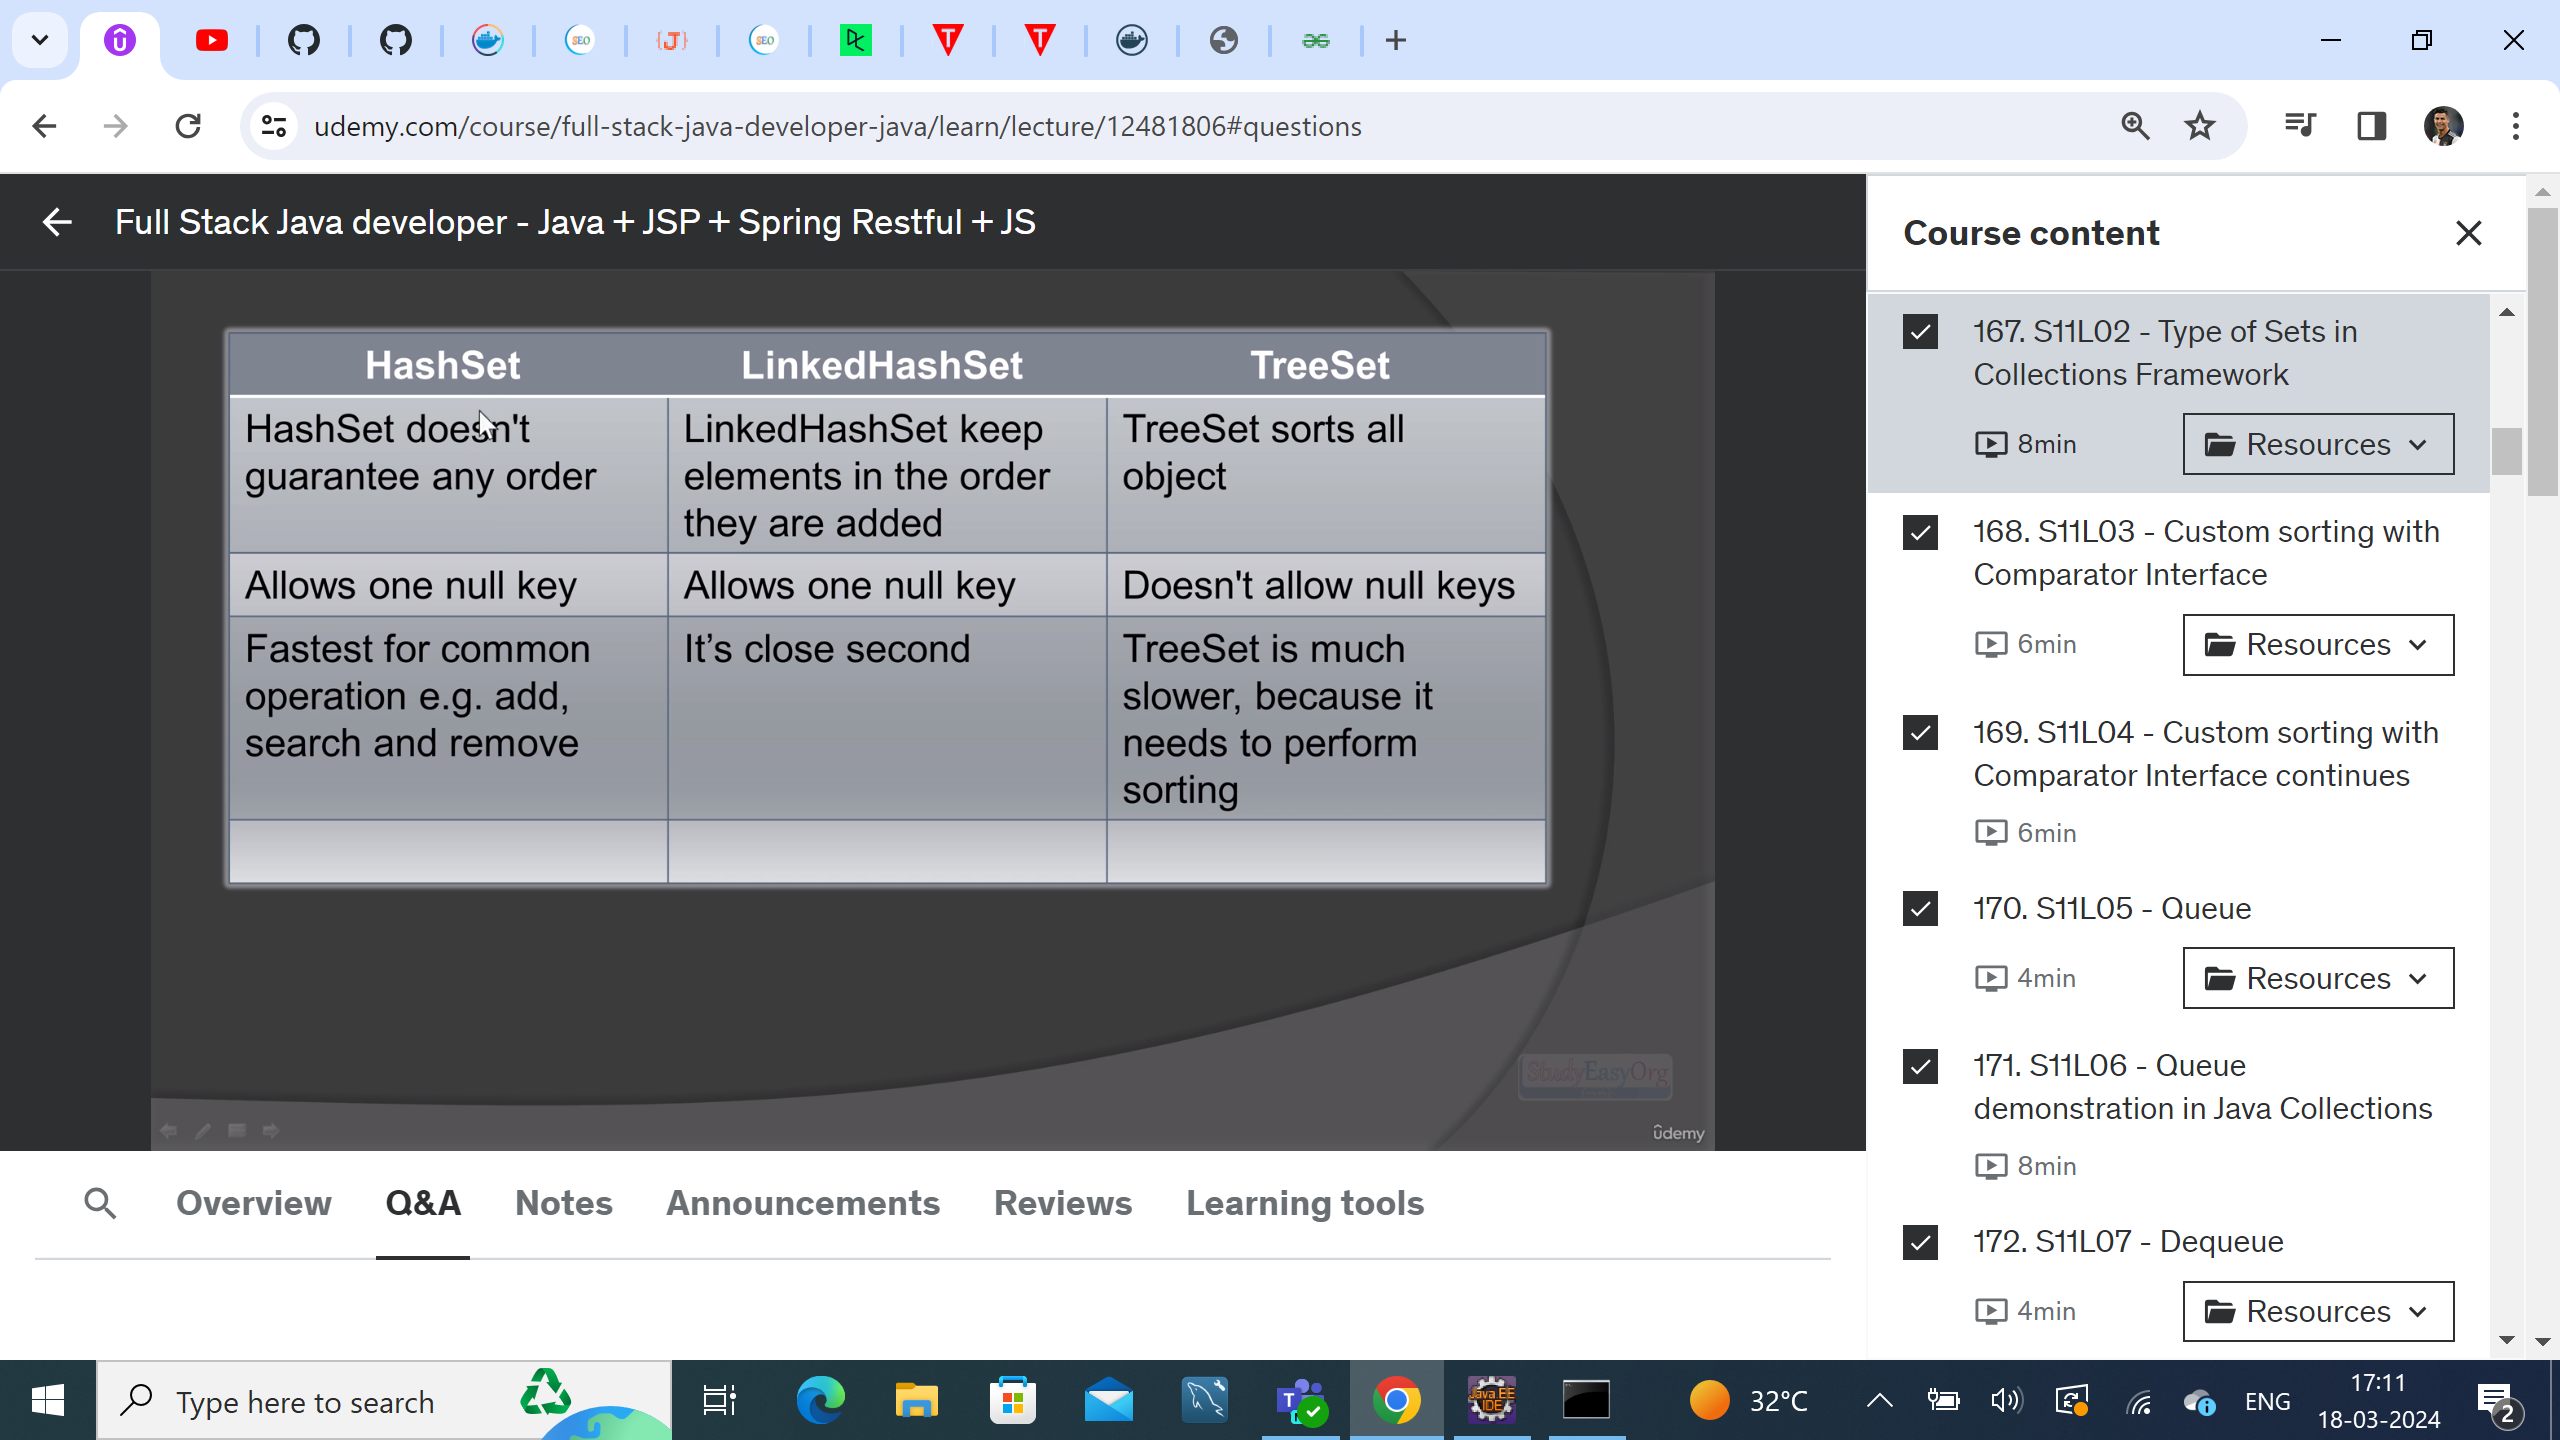 udemy.com/course/full-stack-java-developer-java/learn/lecture/12481806#questions
Full Stack Java developer - Java + JSP + Spring Restful + JS
HashSet
LinkedHashSet
TreeSet
HashSet doesn't
guarantee any order
LinkedHashSet keep
elements in the order
they are added
TreeSet sorts all
object
Allows one null key
Allows one null key
Doesn't allow null keys
Fastest for common
operation e.g. add,
search and remove
It’s close second
TreeSet is much
slower, because it
needs to perform
sorting
StudyEasyOrg
ûdemy
Overview
Q&A
Notes
Announcements
Reviews
Learning tools
Course content
167. S11L02 - Type of Sets in
Collections Framework
8min
Resources
168. S11L03 - Custom sorting with
Comparator Interface
6min
Resources
169. S11L04 - Custom sorting with
Comparator Interface continues
6min
170. S11L05 - Queue
4min
Resources
171. S11L06 - Queue
demonstration in Java Collections
8min
172. S11L07 - Dequeue
4min
Resources
Type here to search
Java EE
IDE
32°C
ENG
17:11
18-03-2024
2